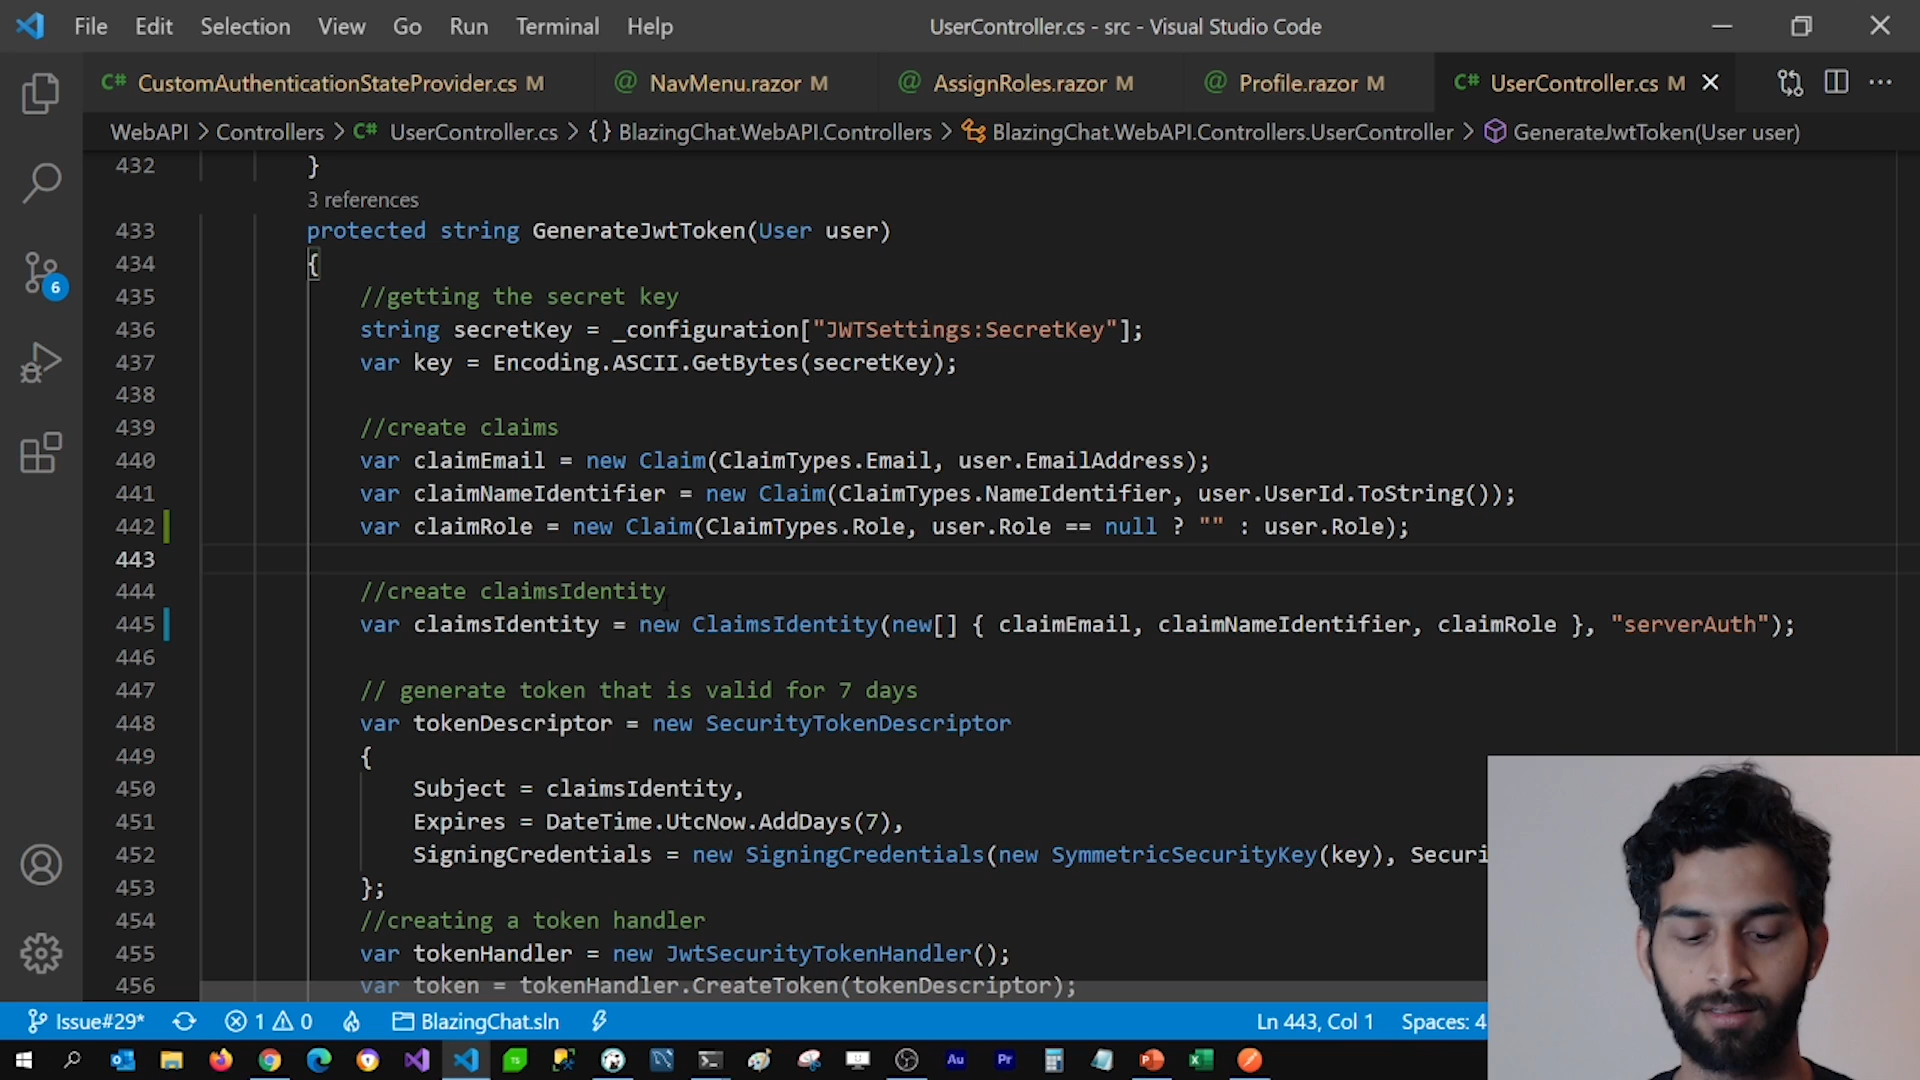 File Edit Selection View Go Run Terminal Help UserController.cs - src - Visual Studio Code
C# CustomAuthenticationStateProvider.cs M @ NavMenu.razor M @ AssignRoles.razor M @ Profile.razor M C# UserController.cs M
WebAPI > Controllers > C# UserController.cs > {} BlazingChat.WebAPI.Controllers > BlazingChat.WebAPI.Controllers.UserController > GenerateJwtToken(User user)
432 }
3 references
433 protected string GenerateJwtToken(User user)
434 {
435 //getting the secret key
436 string secretKey = _configuration["JWTSettings:SecretKey"];
437 var key = Encoding.ASCII.GetBytes(secretKey);
438
439 //create claims
440 var claimEmail = new Claim(ClaimTypes.Email, user.EmailAddress);
441 var claimNameIdentifier = new Claim(ClaimTypes.NameIdentifier, user.UserId.ToString());
442 var claimRole = new Claim(ClaimTypes.Role, user.Role == null ? "" : user.Role);
443
444 //create claimsIdentity
445 var claimsIdentity = new ClaimsIdentity(new[] { claimEmail, claimNameIdentifier, claimRole }, "serverAuth");
446
447 // generate token that is valid for 7 days
448 var tokenDescriptor = new SecurityTokenDescriptor
449 {
450 Subject = claimsIdentity,
451 Expires = DateTime.UtcNow.AddDays(7),
452 SigningCredentials = new SigningCredentials(new SymmetricSecurityKey(key), Securi
453 };
454 //creating a token handler
455 var tokenHandler = new JwtSecurityTokenHandler();
456 var token = tokenHandler.CreateToken(tokenDescriptor);
6
Issue#29* 1 0 BlazingChat.sln Ln 443, Col 1 Spaces: 4
Au Pr